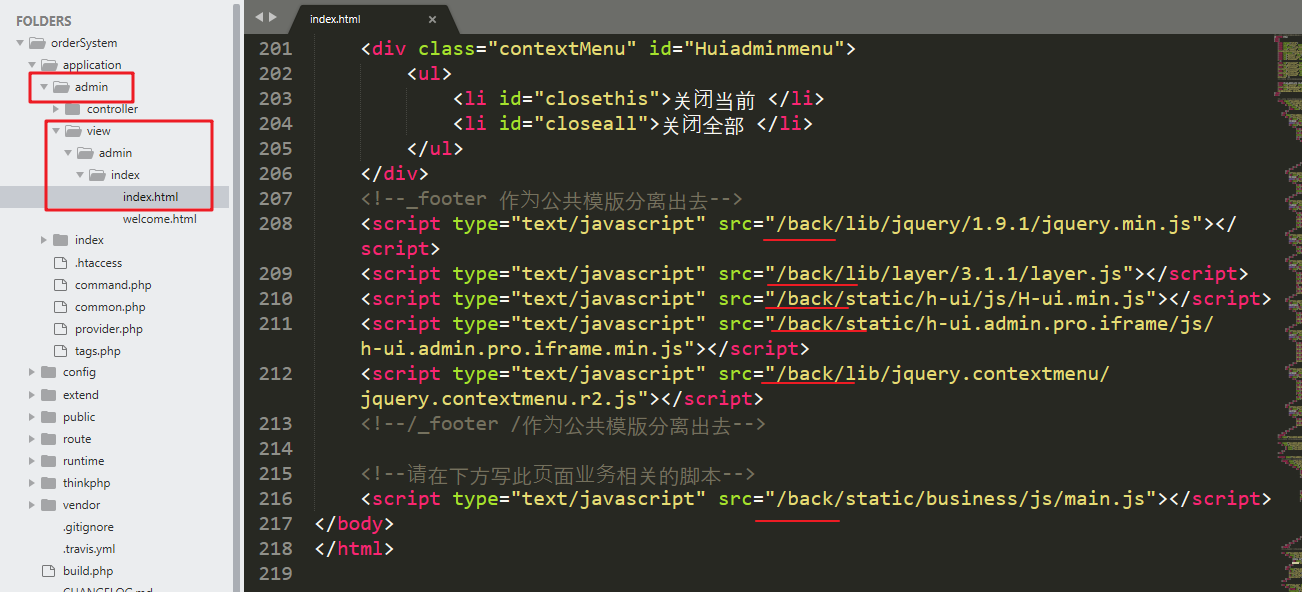 FOLDERS
orderSystem
application
admin
controller
view
admin
index
index.html
welcome.html
index
.htaccess
command.php
common.php
provider.php
tags.php
config
extend
public
route
runtime
thinkphp
vendor
.gitignore
.travis.yml
build.php
CHANGELOG.md
index.html ×
201 <div class="contextMenu" id="Huiadminmenu">
202 <ul>
203 <li id="closethis">关闭当前 </li>
204 <li id="closeall">关闭全部 </li>
205 </ul>
206 </div>
207 <!--_footer 作为公共模版分离出去-->
208 <script type="text/javascript" src="/back/lib/jquery/1.9.1/jquery.min.js"></
script>
209 <script type="text/javascript" src="/back/lib/layer/3.1.1/layer.js"></script>
210 <script type="text/javascript" src="/back/static/h-ui/js/H-ui.min.js"></script>
211 <script type="text/javascript" src="/back/static/h-ui.admin.pro.iframe/js/
h-ui.admin.pro.iframe.min.js"></script>
212 <script type="text/javascript" src="/back/lib/jquery.contextmenu/
jquery.contextmenu.r2.js"></script>
213 <!--/_footer /作为公共模版分离出去-->
214
215 <!--请在下方写此页面业务相关的脚本-->
216 <script type="text/javascript" src="/back/static/business/js/main.js"></script>
217 </body>
218 </html>
219